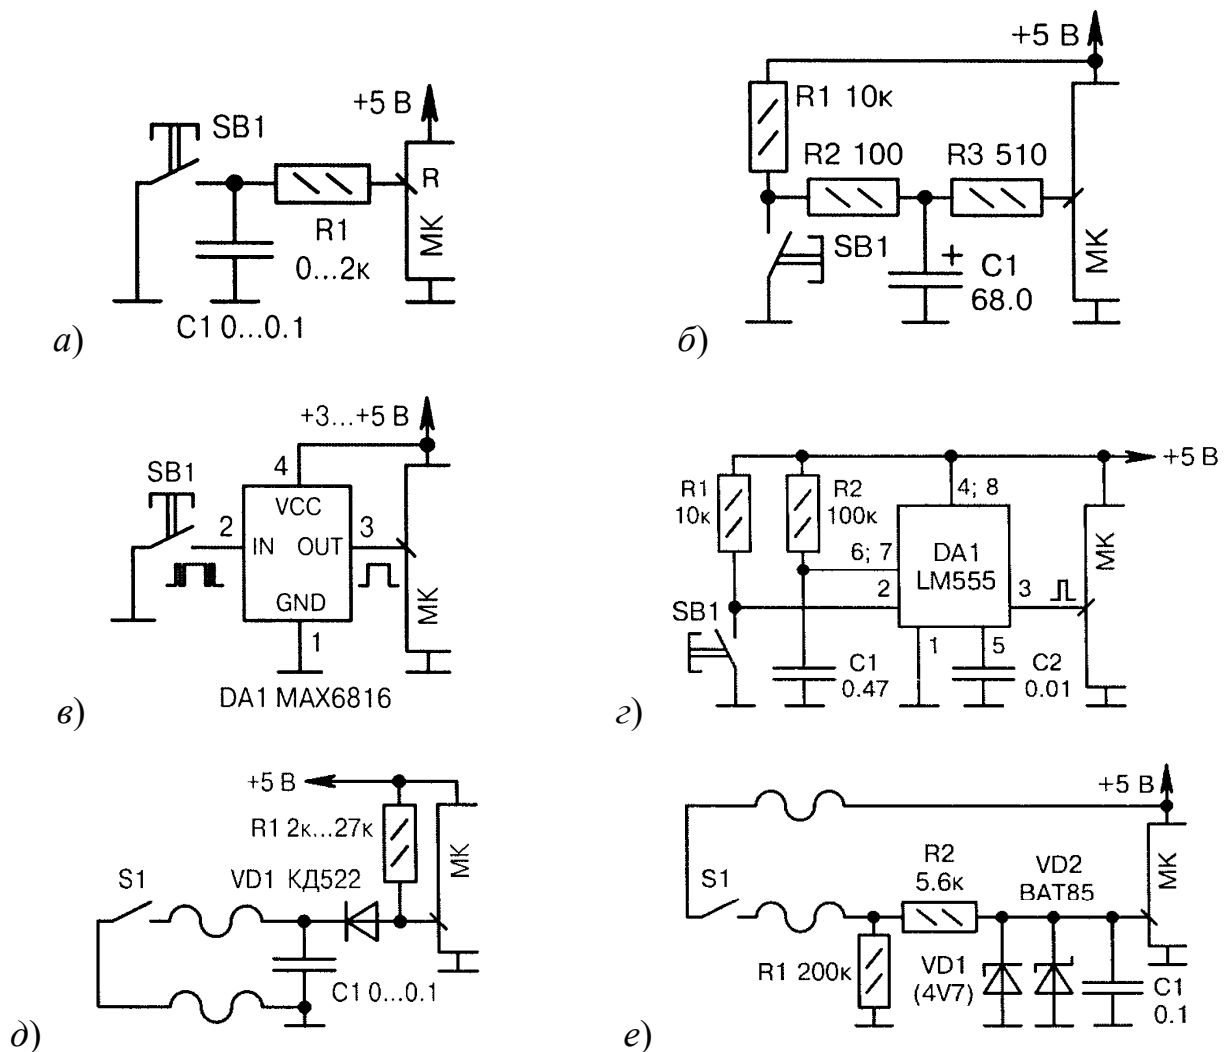 +5 В
SB1
R
R1
0...2к
МК
C1 0...0.1
а)
+5 В
R1 10к
R2 100
R3 510
SB1
+
C1
68.0
МК
б)
+3...+5 В
SB1
4
VCC
2
IN
OUT
3
GND
1
МК
DA1 MAX6816
в)
+5 В
R1
10к
R2
100к
4; 8
6; 7
DA1
LM555
2
3
МК
SB1
1
5
C1
0.47
C2
0.01
г)
+5 В
R1 2к...27к
МК
S1
VD1 КД522
C1 0...0.1
д)
+5 В
S1
R2
5.6к
VD2
BAT85
МК
R1 200к
VD1
(4V7)
C1
0.1
е)